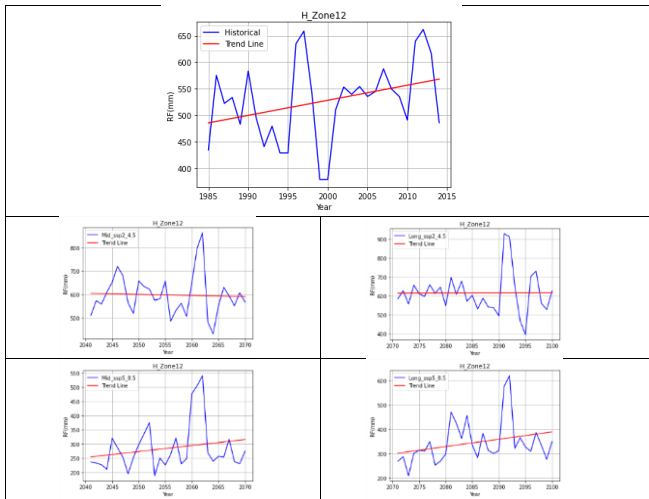 H_Zone12
Historical
Trend Line
RF(mm)
650
600
550
500
450
400
1985 1990 1995 2000 2005 2010 2015
Year
H_Zone12
Mid_ssp2_4.5
Trend Line
RF(mm)
800
700
600
500
2040 2045 2050 2055 2060 2065 2070
Year
H_Zone12
Long_ssp2_4.5
Trend Line
RF(mm)
900
800
700
600
500
400
2070 2075 2080 2085 2090 2095 2100
Year
H_Zone12
Mid_ssp5_8.5
Trend Line
RF(mm)
550
500
450
400
350
300
250
200
2040 2045 2050 2055 2060 2065 2070
Year
H_Zone12
Long_ssp5_8.5
Trend Line
RF(mm)
600
500
400
300
200
2070 2075 2080 2085 2090 2095 2100
Year